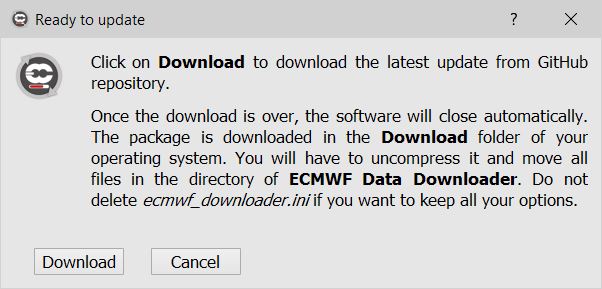 Ready to update
Click on Download to download the latest update from GitHub
repository.
Once the download is over, the software will close automatically.
The package is downloaded in the Download folder of your
operating system. You will have to uncompress it and move all
files in the directory of ECMWF Data Downloader. Do not
delete ecmwf_downloader.ini if you want to keep all your options.
Download
Cancel